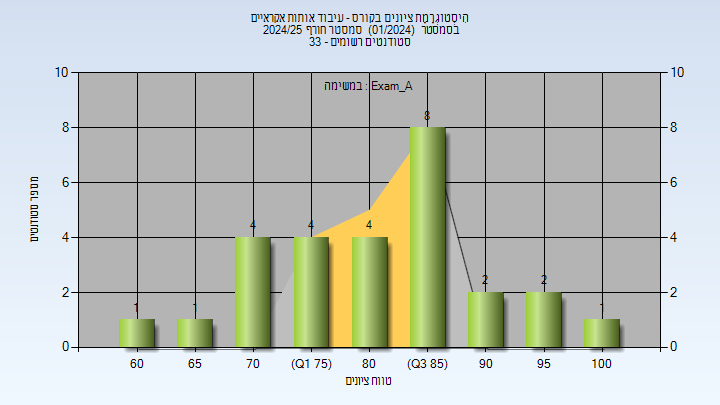 הִיסְטוֹגְרָמַת ציונים בקורס - עיבוד אותות אקראיים
בסמסטר (01/2024) סמסטר חורף 2024/25
סטודנטים רשומים - 33
במשימה : Exam_A
מספר סטודנטים
10 10
8 8
6 6
4 4
2 2
0 0
1 1 4 4 4 8 2 2 1
60 65 70 (Q1 75) 80 (Q3 85) 90 95 100
טווח ציונים